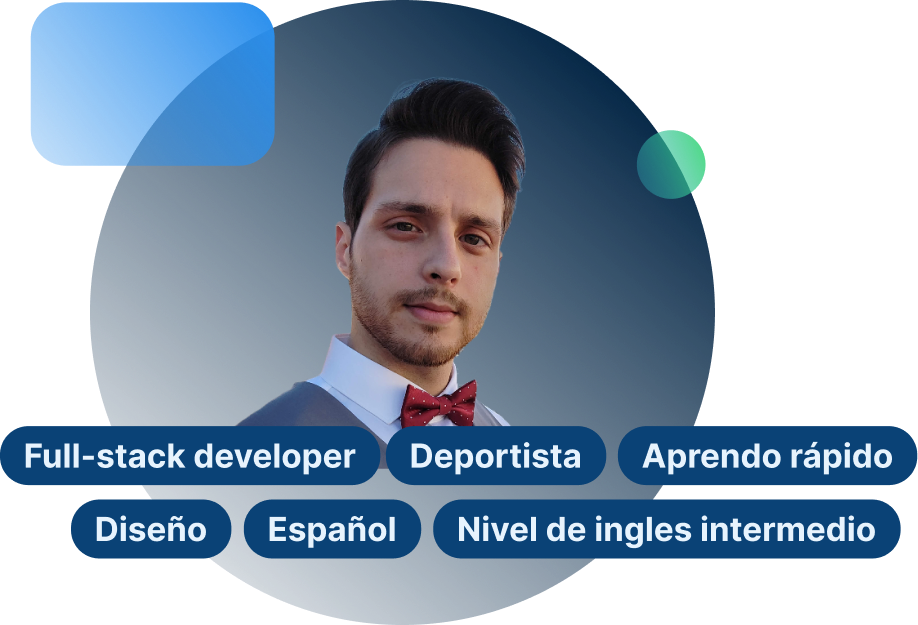 Full-stack developer Deportista Aprendo rápido
Diseño Español Nivel de ingles intermedio